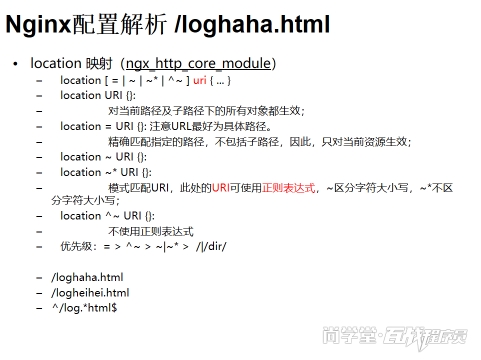 Nginx配置解析 /loghaha.html
• location 映射（ngx_http_core_module）
– location [ = | ~ | ~* | ^~ ] uri { ... }
– location URI {}:
– 对当前路径及子路径下的所有对象都生效；
– location = URI {}: 注意URL最好为具体路径。
– 精确匹配指定的路径，不包括子路径，因此，只对当前资源生效；
– location ~ URI {}:
– location ~* URI {}:
– 模式匹配URI，此处的URI可使用正则表达式，~区分字符大小写，~*不区
分字符大小写；
– location ^~ URI {}:
– 不使用正则表达式
– 优先级：= > ^~ > ~|~* > /|/dir/
– /loghaha.html
– /logheihei.html
– ^/log.*html$
尚学堂·百战程序员